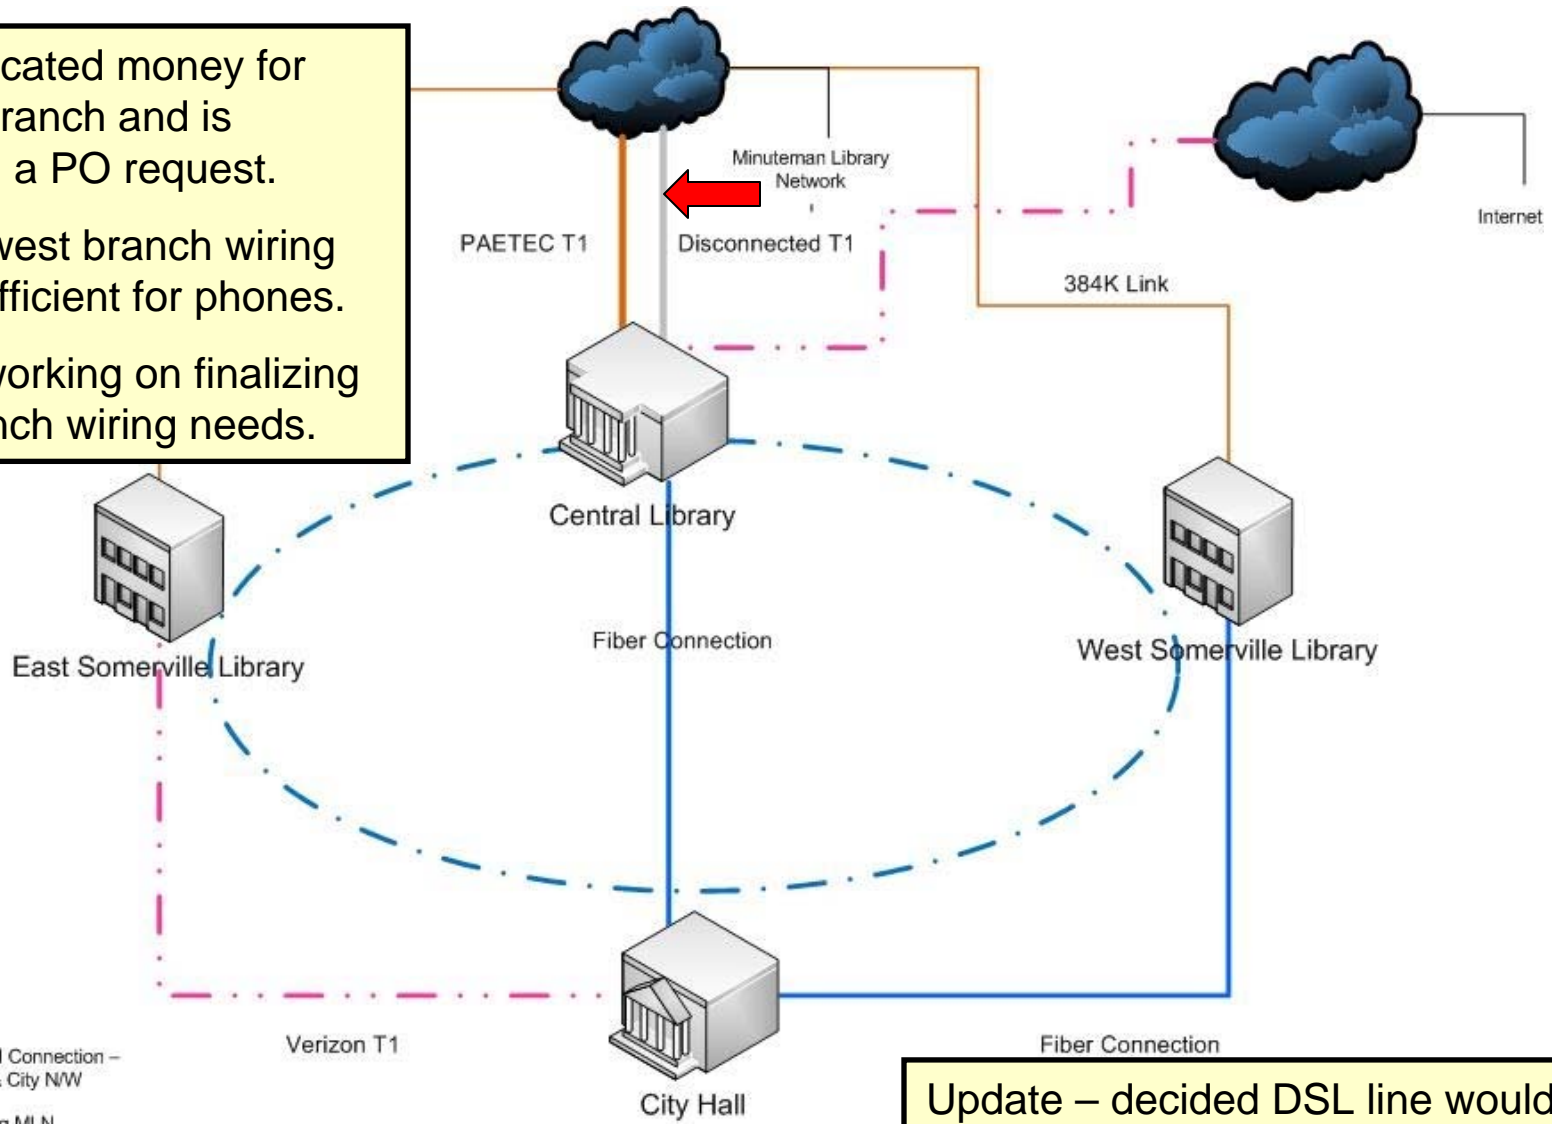 cated money for
ranch and is
a PO request.
west branch wiring
fficient for phones.
working on finalizing
nch wiring needs.
Minuteman Library
Network
Internet
PAETEC T1
Disconnected T1
384K Link
Central Library
Fiber Connection
East Somerville Library
West Somerville Library
Verizon T1
Fiber Connection
Connection –
City N/W
MLN
City Hall
Update – decided DSL line would